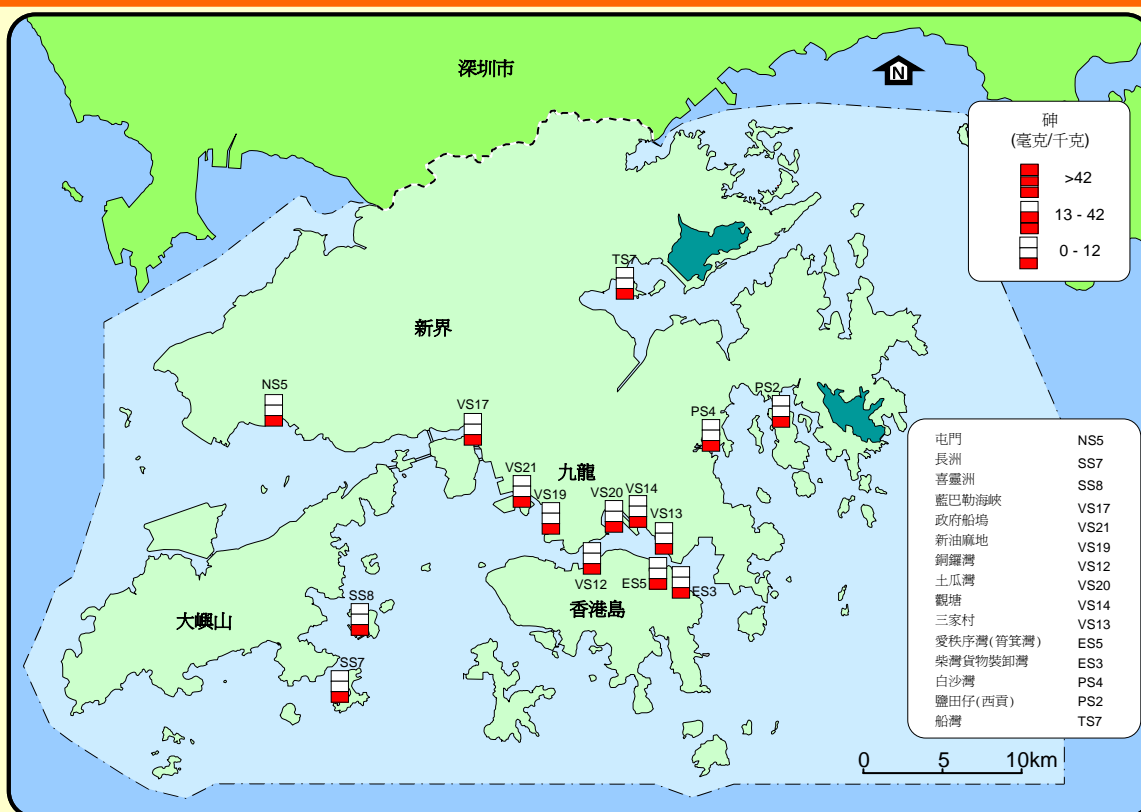 深圳市
N
砷
(毫克/千克)
>42
13 - 42
0 - 12
TS7
新界
NS5
PS2
VS17
PS4
九龍
VS21
VS19
VS20
VS14
VS13
VS12
ES5
ES3
香港島
大嶼山
SS8
SS7
屯門 NS5
長洲 SS7
喜靈洲 SS8
藍巴勒海峽 VS17
政府船塢 VS21
新油麻地 VS19
銅鑼灣 VS12
土瓜灣 VS20
觀塘 VS14
三家村 VS13
愛秩序灣(筲箕灣) ES5
柴灣貨物裝卸灣 ES3
白沙灣 PS4
鹽田仔(西貢) PS2
船灣 TS7
0 5 10km